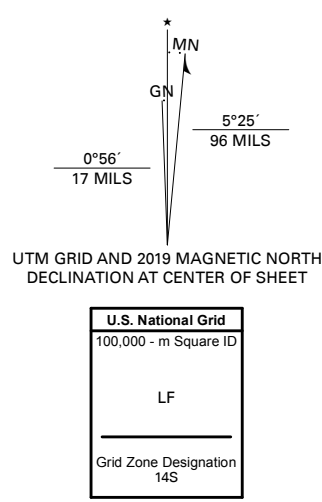 ★
MN
GN
5°25´
96 MILS
0°56´
17 MILS
UTM GRID AND 2019 MAGNETIC NORTH
DECLINATION AT CENTER OF SHEET
U.S. National Grid
100,000 - m Square ID
LF
Grid Zone Designation
14S